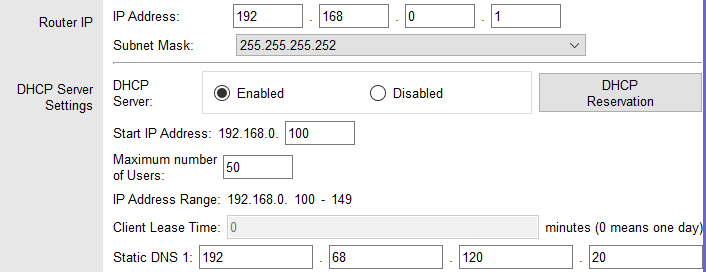 Router IP
IP Address: 192 . 168 . 0 . 1
Subnet Mask: 255.255.255.252
DHCP Server
Settings
DHCP
Server:
Enabled Disabled
DHCP
Reservation
Start IP Address: 192.168.0. 100
Maximum number
of Users: 50
IP Address Range: 192.168.0. 100 - 149
Client Lease Time: 0 minutes (0 means one day)
Static DNS 1: 192 . 68 . 120 . 20